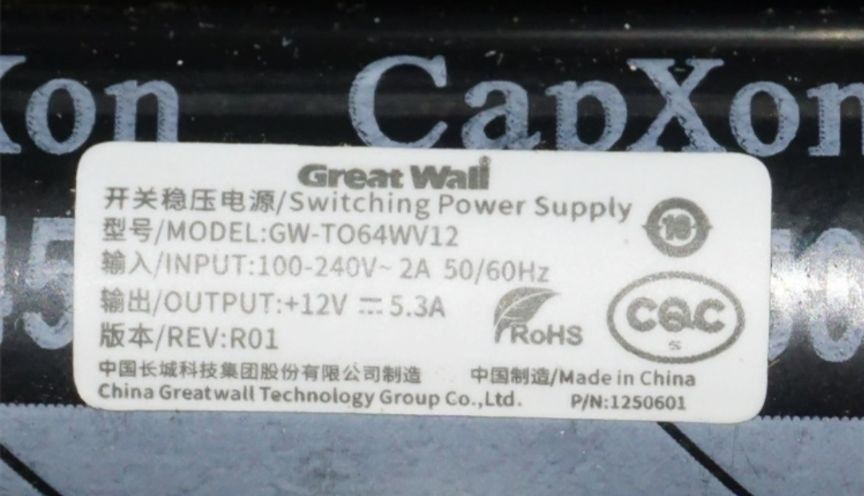 Xon CapXon
Great Wall
开关稳压电源/Switching Power Supply
型号/MODEL:GW-TO64WV12
10
输入/INPUT:100-240V~ 2A 50/60Hz
输出/OUTPUT:+12V ⎓ 5.3A
RoHS
CQC
S
版本/REV:R01
中国长城科技集团股份有限公司制造 中国制造/Made in China
China Greatwall Technology Group Co.,Ltd. P/N:1250601